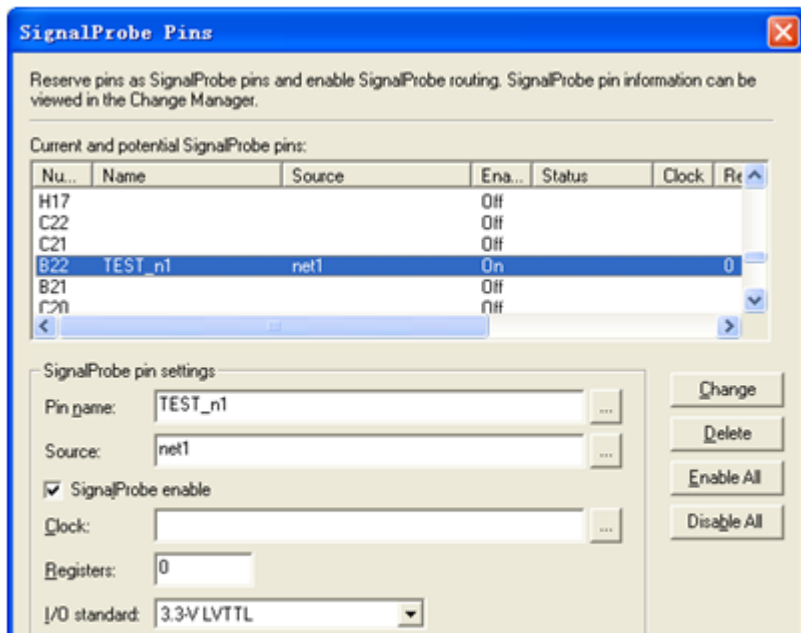 SignalProbe Pins
Reserve pins as SignalProbe pins and enable SignalProbe routing. SignalProbe pin information can be
viewed in the Change Manager.
Current and potential SignalProbe pins:
Nu... Name Source Ena... Status Clock Re
H17 Off
C22 Off
C21 Off
B22 TEST_n1 net1 On 0
B21 Off
C20 Off
SignalProbe pin settings
Pin name: TEST_n1 ...
Change
Source: net1 ...
Delete
SignalProbe enable
Enable All
Clock: ...
Disable All
Registers: 0
I/O standard: 3.3-V LVTTL